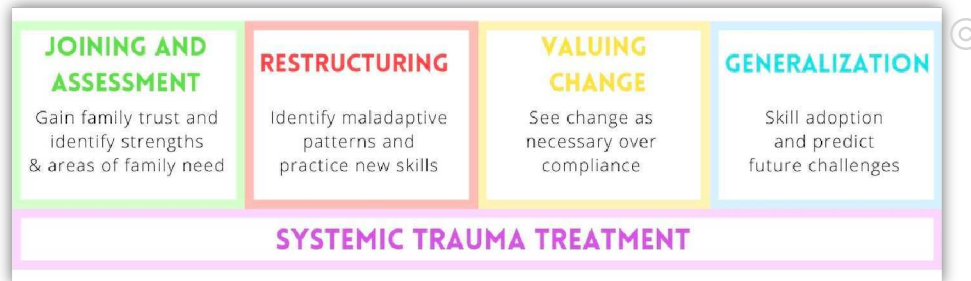 JOINING AND
ASSESSMENT
Gain family trust and
identify strengths
& areas of family need
RESTRUCTURING
Identify maladaptive
patterns and
practice new skills
VALUING
CHANGE
See change as
necessary over
compliance
GENERALIZATION
Skill adoption
and predict
future challenges
SYSTEMIC TRAUMA TREATMENT